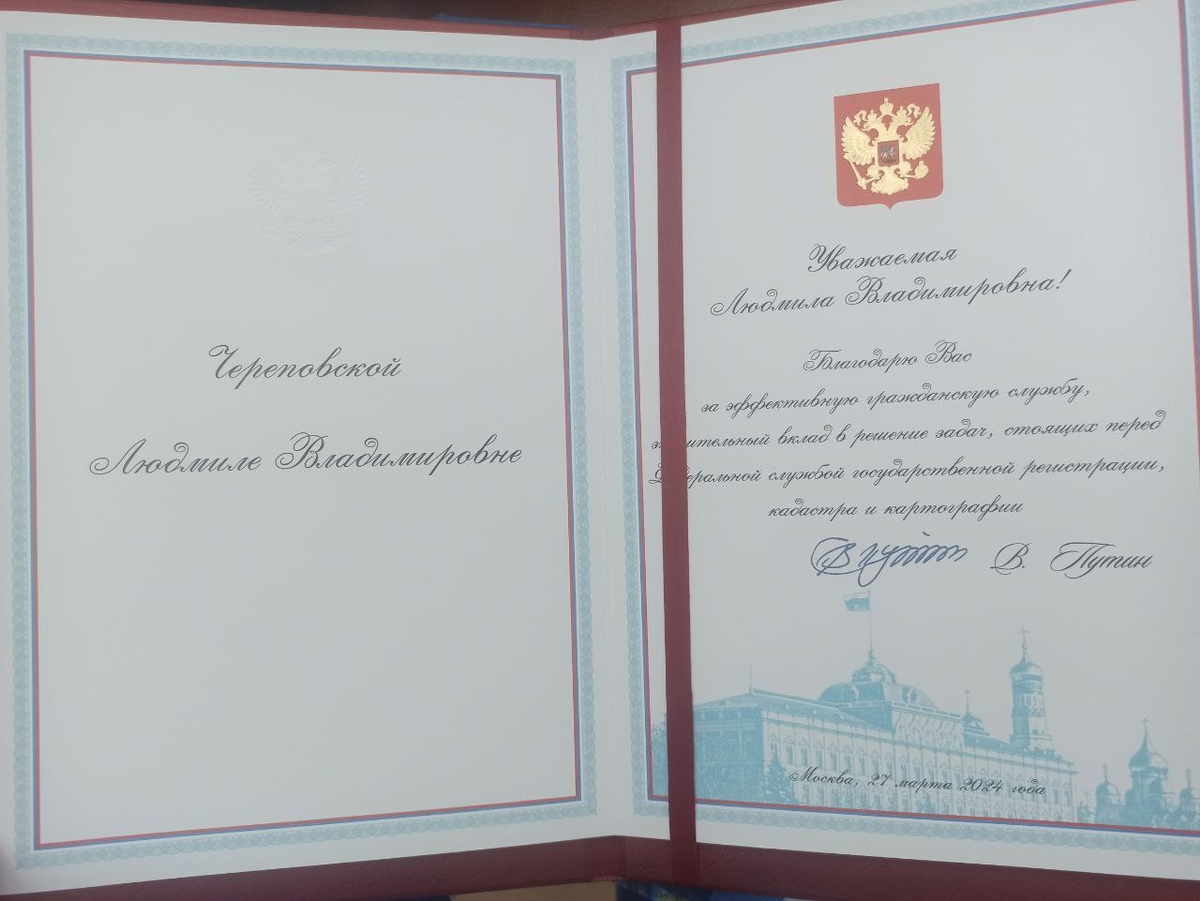 Череповской
Людмиле Владимировне
Уважаемая
Людмила Владимировна!
Благодарю Вас
за эффективную гражданскую службу,
вклад в решение задач, стоящих перед
службой государственной регистрации,
кадастра и картографии
В. Путин
Москва, 27 марта 2024 года